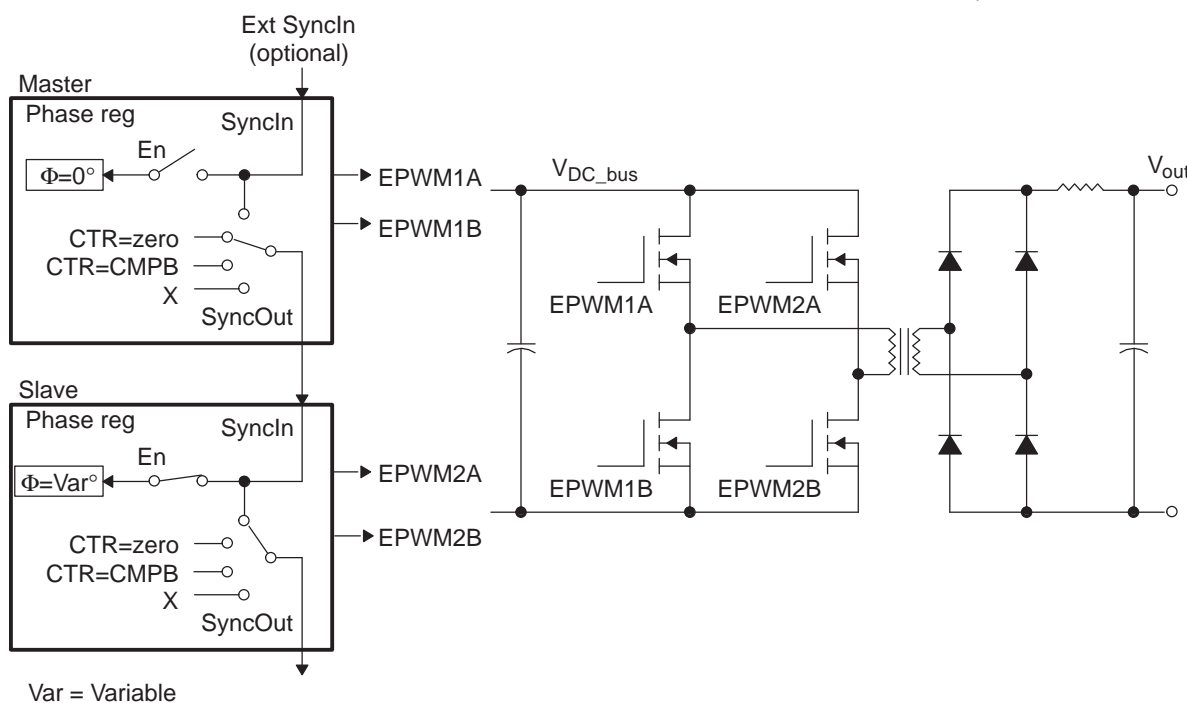 Ext SyncIn
(optional)
Master
Phase reg
SyncIn
En
Φ=0°
CTR=zero
CTR=CMPB
X
SyncOut
EPWM1A
EPWM1B
Slave
Phase reg
SyncIn
En
Φ=Var°
CTR=zero
CTR=CMPB
X
SyncOut
EPWM2A
EPWM2B
Var = Variable
VDC_bus
EPWM1A
EPWM2A
EPWM1B
EPWM2B
Vout